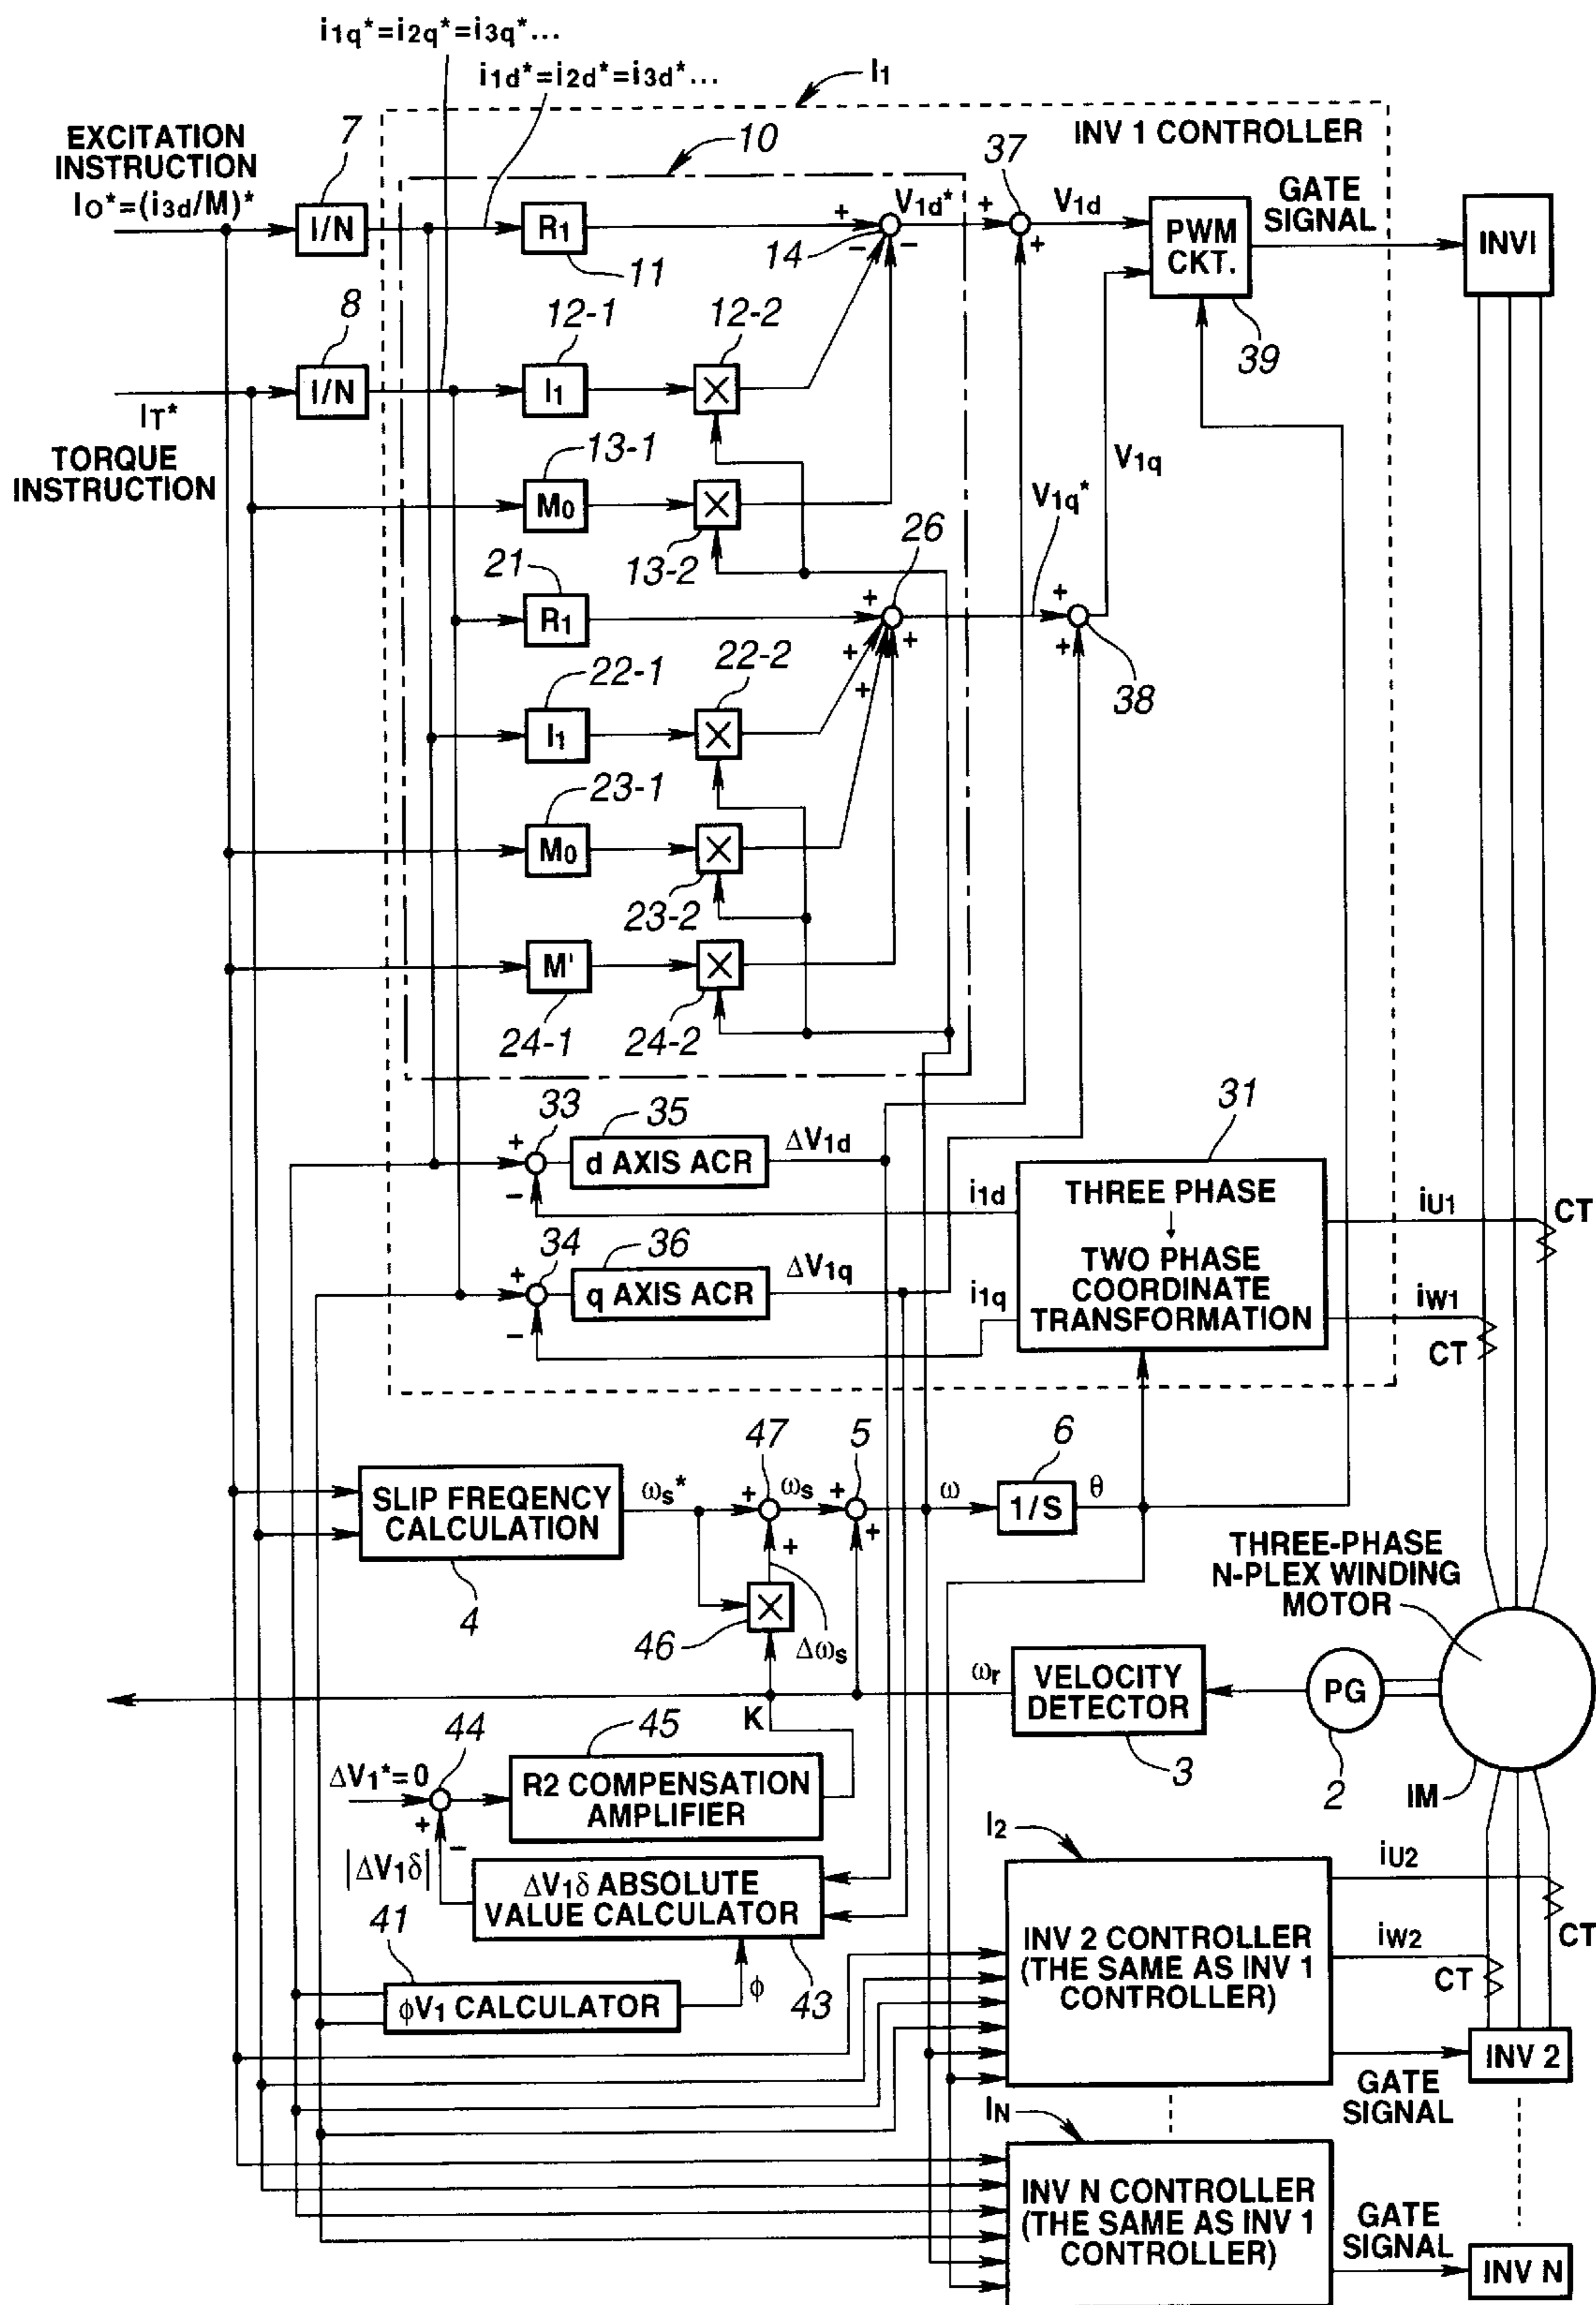 i1q*=i2q*=i3q*...
i1d*=i2d*=i3d*...
I1
EXCITATION
INSTRUCTION
IO*=(i3d/M)*
7
10
INV 1 CONTROLLER
37
GATE
SIGNAL
I/N
R1
+
V1d*
+
V1d
PWM
CKT.
INVI
14
−
−
+
11
8
12-1
12-2
39
I/N
I1
×
IT*
TORQUE
INSTRUCTION
13-1
V1q
M0
×
V1q*
13-2
26
21
R1
+
+
+
+
+
+
38
22-1
22-2
I1
×
23-1
M0
×
23-2
M'
×
24-1
24-2
33
35
31
+
d AXIS ACR
ΔV1d
−
i1d
THREE PHASE
↓
TWO PHASE
COORDINATE
TRANSFORMATION
iU1
CT
34
36
+
q AXIS ACR
ΔV1q
−
i1q
iW1
CT
47
5
6
SLIP FREQENCY
CALCULATION
ωs*
+
ωs
+
ω
1/S
θ
+
+
4
×
46
Δωs
THREE-PHASE
N-PLEX WINDING
MOTOR
ωr
VELOCITY
DETECTOR
PG
K
3
2
IM
44
45
ΔV1*=0
R2 COMPENSATION
AMPLIFIER
+
−
|ΔV1δ|
ΔV1δ ABSOLUTE
VALUE CALCULATOR
43
41
ϕV1 CALCULATOR
ϕ
I2
INV 2 CONTROLLER
(THE SAME AS INV 1
CONTROLLER)
iU2
CT
iW2
CT
INV 2
GATE
SIGNAL
IN
INV N CONTROLLER
(THE SAME AS INV 1
CONTROLLER)
GATE
SIGNAL
INV N